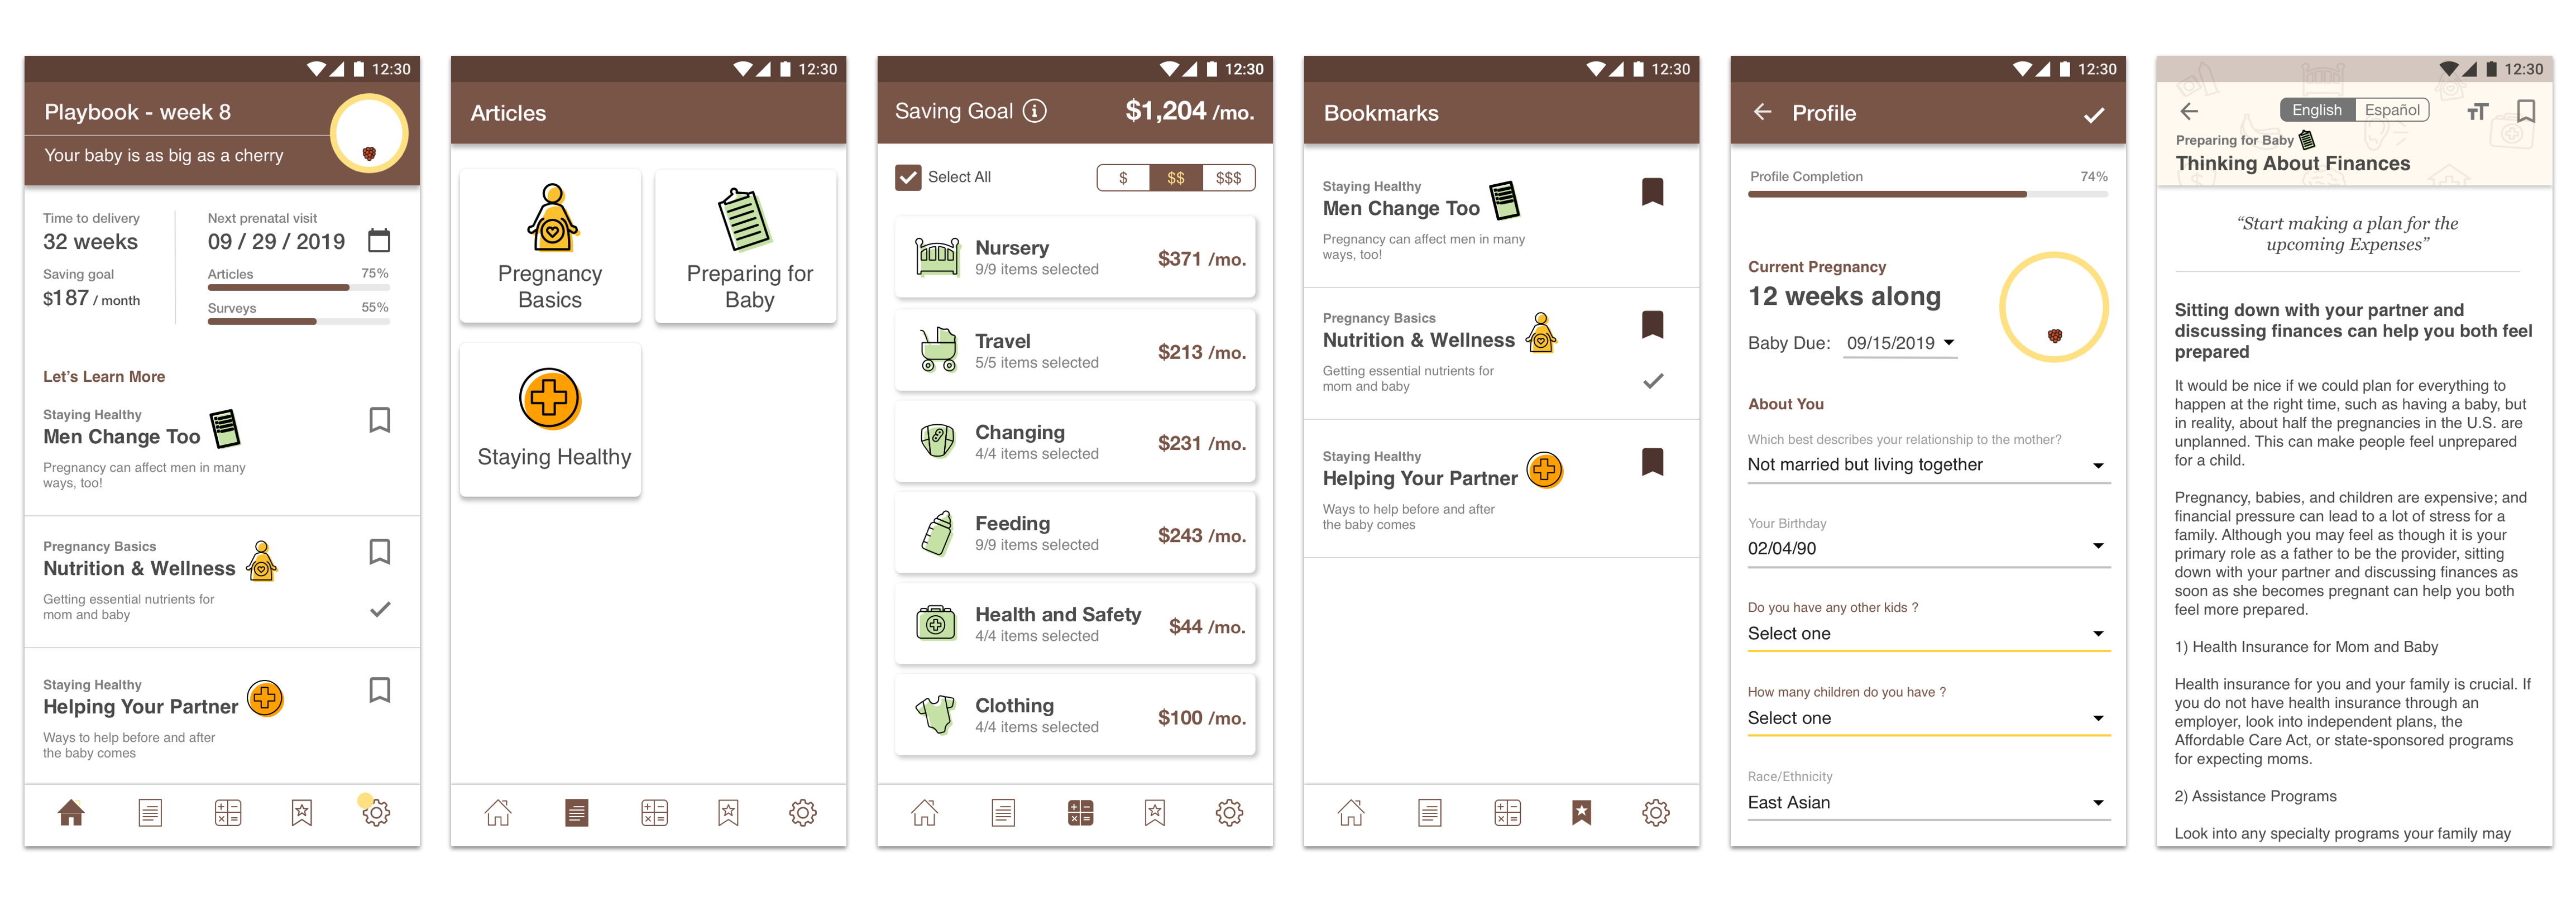 12:30
Playbook - week 8
Your baby is as big as a cherry
Time to delivery
32 weeks
Saving goal
$187 / month
Next prenatal visit
09 / 29 / 2019
Articles 75%
Surveys 55%
Let's Learn More
Staying Healthy
Men Change Too
Pregnancy can affect men in many
ways, too!
Pregnancy Basics
Nutrition & Wellness
Getting essential nutrients for
mom and baby
Staying Healthy
Helping Your Partner
Ways to help before and after
the baby comes
12:30
Articles
Pregnancy
Basics
Preparing for
Baby
Staying Healthy
12:30
Saving Goal $1,204 /mo.
Select All $ $$ $$$
Nursery
9/9 items selected
$371 /mo.
Travel
5/5 items selected
$213 /mo.
Changing
4/4 items selected
$231 /mo.
Feeding
9/9 items selected
$243 /mo.
Health and Safety
4/4 items selected
$44 /mo.
Clothing
4/4 items selected
$100 /mo.
12:30
Bookmarks
Staying Healthy
Men Change Too
Pregnancy can affect men in many
ways, too!
Pregnancy Basics
Nutrition & Wellness
Getting essential nutrients for
mom and baby
Staying Healthy
Helping Your Partner
Ways to help before and after
the baby comes
12:30
Profile
Profile Completion 74%
Current Pregnancy
12 weeks along
Baby Due: 09/15/2019
About You
Which best describes your relationship to the mother?
Not married but living together
Your Birthday
02/04/90
Do you have any other kids ?
Select one
How many children do you have ?
Select one
Race/Ethnicity
East Asian
12:30
English Español TT
Preparing for Baby
Thinking About Finances
“Start making a plan for the
upcoming Expenses”
Sitting down with your partner and
discussing finances can help you both feel
prepared
It would be nice if we could plan for everything to
happen at the right time, such as having a baby, but
in reality, about half the pregnancies in the U.S. are
unplanned. This can make people feel unprepared
for a child.
Pregnancy, babies, and children are expensive; and
financial pressure can lead to a lot of stress for a
family. Although you may feel as though it is your
primary role as a father to be the provider, sitting
down with your partner and discussing finances as
soon as she becomes pregnant can help you both
feel more prepared.
1) Health Insurance for Mom and Baby
Health insurance for you and your family is crucial. If
you do not have health insurance through an
employer, look into independent plans, the
Affordable Care Act, or state-sponsored programs
for expecting moms.
2) Assistance Programs
Look into any specialty programs your family may